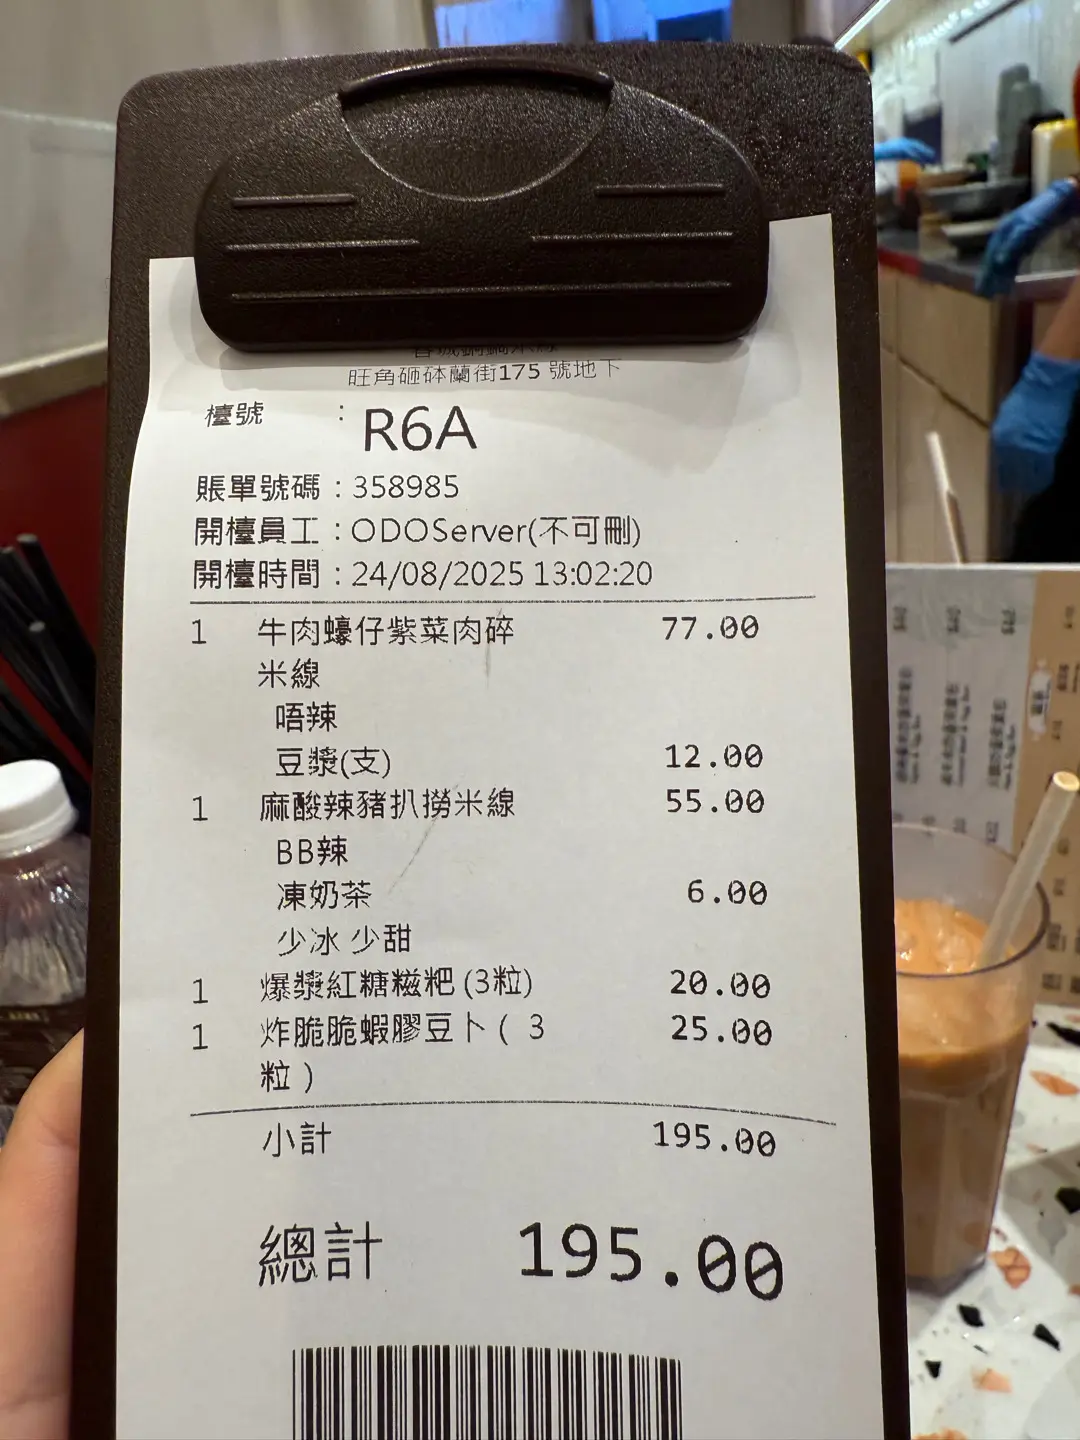 旺角砵砵蘭街175 號地下
檯號 : R6A
賬單號碼 : 358985
開檯員工 : ODOServer(不可刪)
開檯時間 : 24/08/2025 13:02:20
1 牛肉蠔仔紫菜肉碎 77.00
米線
唔辣
豆漿(支) 12.00
1 麻酸辣豬扒撈米線 55.00
BB辣
凍奶茶 6.00
少冰 少甜
1 爆漿紅糖糍粑 (3粒) 20.00
1 炸脆脆蝦膠豆卜 ( 3 25.00
粒 )
小計 195.00
總計 195.00